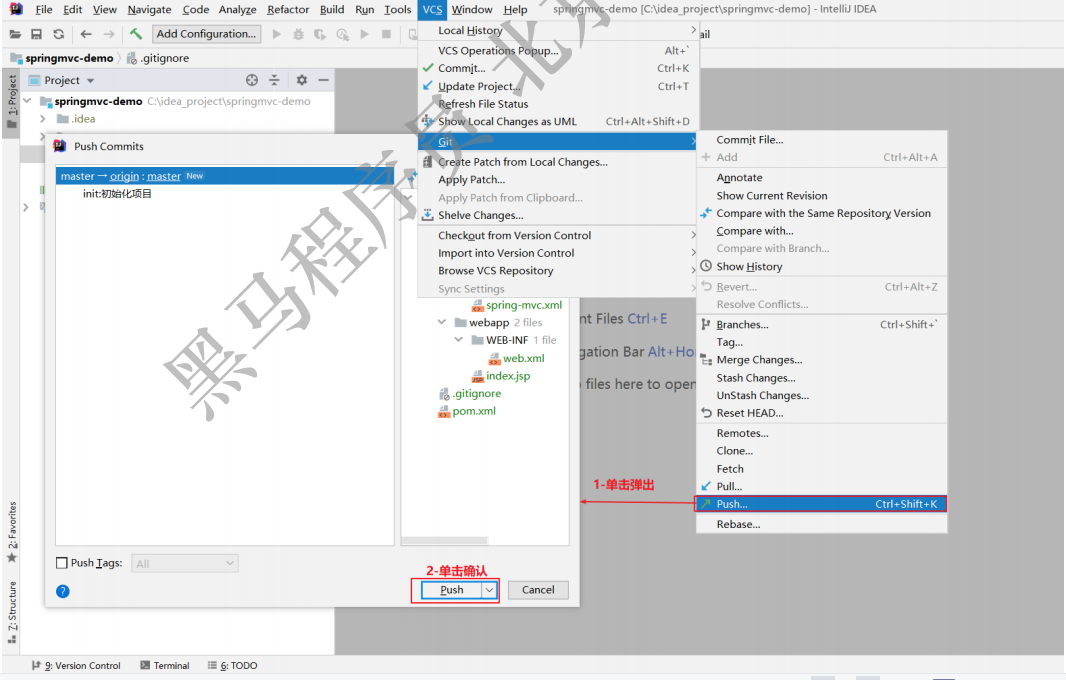 File Edit View Navigate Code Analyze Refactor Build Run Tools VCS Window Help springmvc-demo [C:\idea_project\springmvc-demo] - IntelliJ IDEA
Add Configuration...
springmvc-demo .gitignore
1: Project
Project
springmvc-demo C:\idea_project\springmvc-demo
.idea
Local History
VCS Operations Popup... Alt+`
Commit... Ctrl+K
Update Project... Ctrl+T
Refresh File Status
Show Local Changes as UML Ctrl+Alt+Shift+D
Git
Create Patch from Local Changes...
Apply Patch...
Apply Patch from Clipboard...
Shelve Changes...
Checkout from Version Control
Import into Version Control
Browse VCS Repository
Sync Settings
Commit File...
Add Ctrl+Alt+A
Annotate
Show Current Revision
Compare with the Same Repository Version
Compare with...
Compare with Branch...
Show History
Revert... Ctrl+Alt+Z
Resolve Conflicts...
Branches... Ctrl+Shift+`
Tag...
Merge Changes...
Stash Changes...
UnStash Changes...
Reset HEAD...
Remotes...
Clone...
Fetch
Pull...
Push... Ctrl+Shift+K
Rebase...
Push Commits
master → origin : master New
init:初始化项目
spring-mvc.xml
webapp 2 files
WEB-INF 1 file
web.xml
index.jsp
.gitignore
pom.xml
nt Files Ctrl+E
gation Bar Alt+Ho
files here to open
1-单击弹出
2-单击确认
Push Tags: All
? Push Cancel
2: Favorites
7: Structure
9: Version Control Terminal 6: TODO
黑马程序员